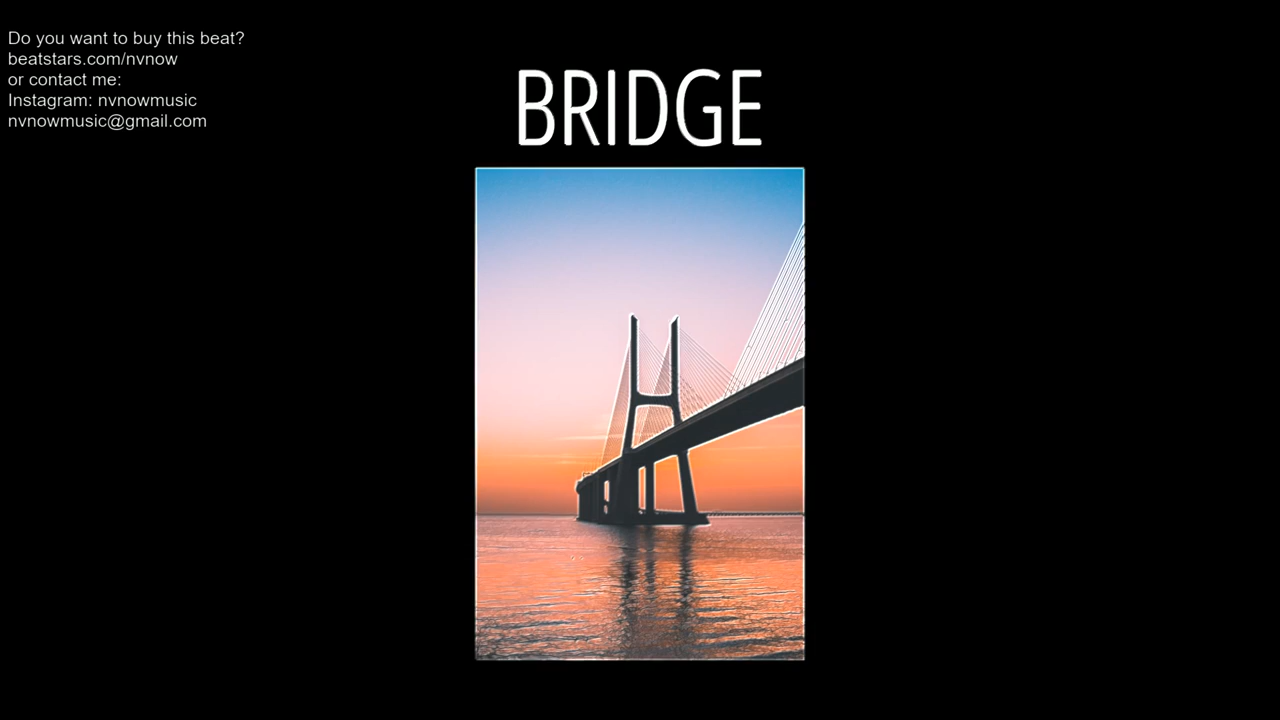 Do you want to buy this beat?
beatstars.com/nvnow
or contact me:
Instagram: nvnowmusic
nvnowmusic@gmail.com
BRIDGE